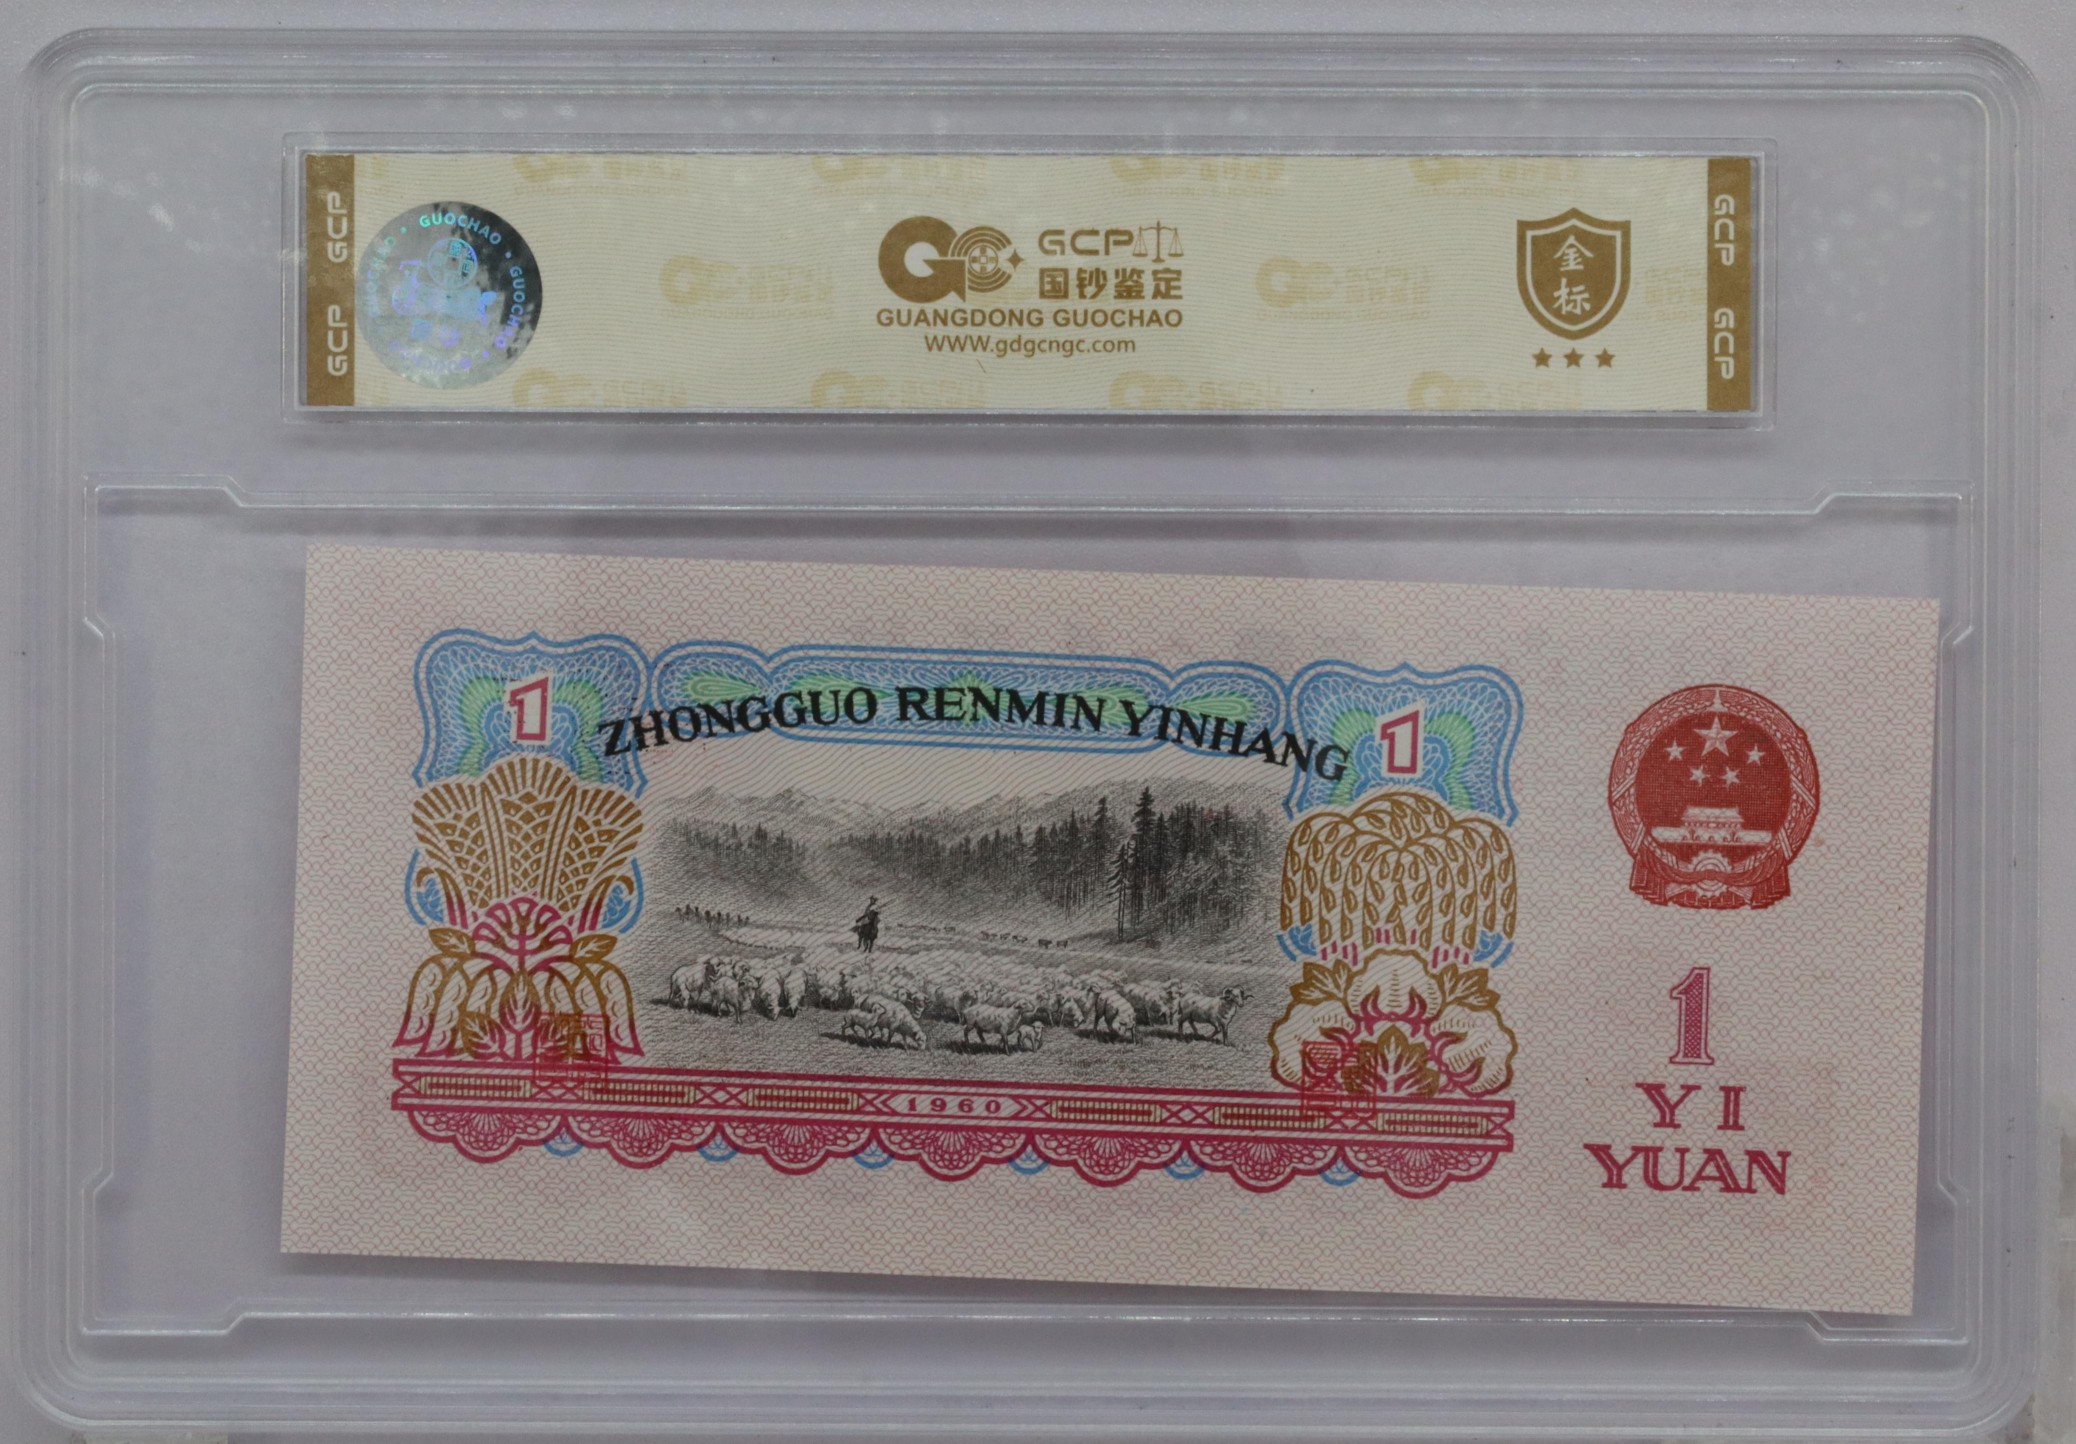 GCP GCP
GUOCHAO • GUOCHAO
GCP
国钞鉴定
GUANGDONG GUOCHAO
WWW.gdgcngc.com
金
标
GCP GCP
1
ZHONGGUO RENMIN YINHANG
1
1960
1
YI
YUAN